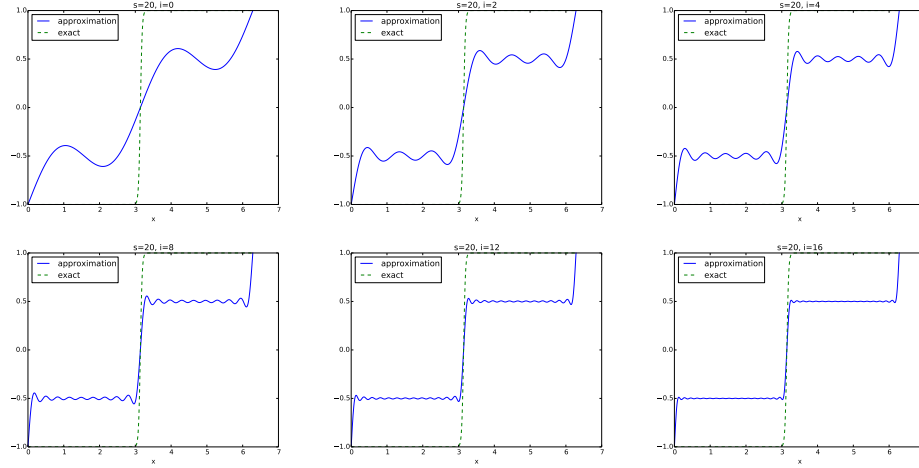 s=20, i=0
approximation
exact
1.0
0.5
0.0
−0.5
−1.0
0 1 2 3 4 5 6 7
x
s=20, i=2
approximation
exact
1.0
0.5
0.0
−0.5
−1.0
0 1 2 3 4 5 6 7
x
s=20, i=4
approximation
exact
1.0
0.5
0.0
−0.5
−1.0
0 1 2 3 4 5 6
x
s=20, i=8
approximation
exact
1.0
0.5
0.0
−0.5
−1.0
0 1 2 3 4 5 6 7
x
s=20, i=12
approximation
exact
1.0
0.5
0.0
−0.5
−1.0
0 1 2 3 4 5 6 7
x
s=20, i=16
approximation
exact
1.0
0.5
0.0
−0.5
−1.0
0 1 2 3 4 5 6
x